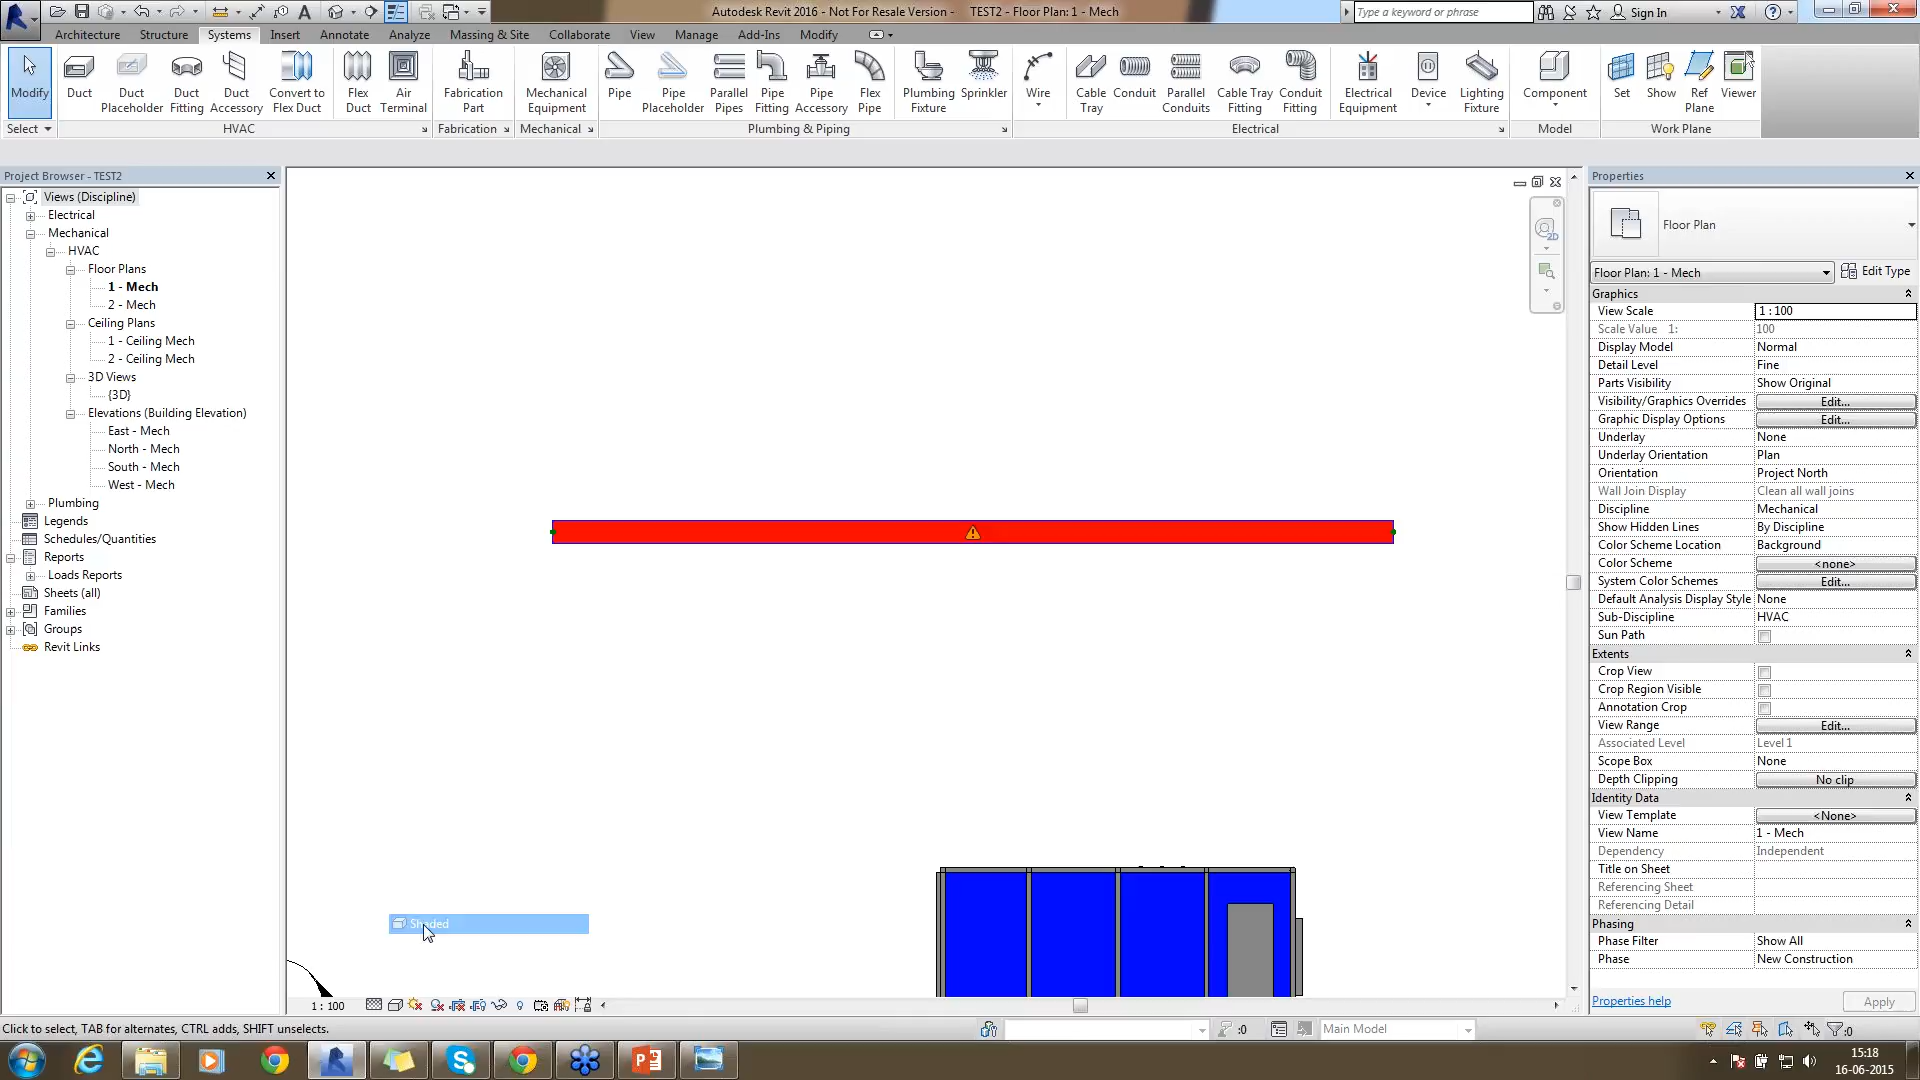 Autodesk Revit 2016 - Not For Resale Version - TEST2 - Floor Plan: 1 - Mech
Type a keyword or phrase
Sign In
Architecture Structure Systems Insert Annotate Analyze Massing & Site Collaborate View Manage Add-Ins Modify
Modify
Duct
Duct Placeholder
Duct Fitting
Duct Accessory
Convert to Flex Duct
Flex Duct
Air Terminal
Fabrication Part
Mechanical Equipment
Pipe
Pipe Placeholder
Parallel Pipes
Pipe Fitting
Pipe Accessory
Flex Pipe
Plumbing Fixture
Sprinkler
Wire
Cable Tray
Conduit
Parallel Conduits
Cable Tray Fitting
Conduit Fitting
Electrical Equipment
Device
Lighting Fixture
Component
Set
Show
Ref Plane
Viewer
Select HVAC Fabrication Mechanical Plumbing & Piping Electrical Model Work Plane
Project Browser - TEST2
Views (Discipline)
Electrical
Mechanical
HVAC
Floor Plans
1 - Mech
2 - Mech
Ceiling Plans
1 - Ceiling Mech
2 - Ceiling Mech
3D Views
{3D}
Elevations (Building Elevation)
East - Mech
North - Mech
South - Mech
West - Mech
Plumbing
Legends
Schedules/Quantities
Reports
Loads Reports
Sheets (all)
Families
Groups
Revit Links
2D
Shaded
1 : 100
Properties
Floor Plan
Floor Plan: 1 - Mech Edit Type
Graphics
View Scale 1 : 100
Scale Value 1: 100
Display Model Normal
Detail Level Fine
Parts Visibility Show Original
Visibility/Graphics Overrides Edit...
Graphic Display Options Edit...
Underlay None
Underlay Orientation Plan
Orientation Project North
Wall Join Display Clean all wall joins
Discipline Mechanical
Show Hidden Lines By Discipline
Color Scheme Location Background
Color Scheme <none>
System Color Schemes Edit...
Default Analysis Display Style None
Sub-Discipline HVAC
Sun Path
Extents
Crop View
Crop Region Visible
Annotation Crop
View Range Edit...
Associated Level Level 1
Scope Box None
Depth Clipping No clip
Identity Data
View Template <None>
View Name 1 - Mech
Dependency Independent
Title on Sheet
Referencing Sheet
Referencing Detail
Phasing
Phase Filter Show All
Phase New Construction
Properties help Apply
Click to select, TAB for alternates, CTRL adds, SHIFT unselects.
:0
Main Model
:0
15:18
16-06-2015